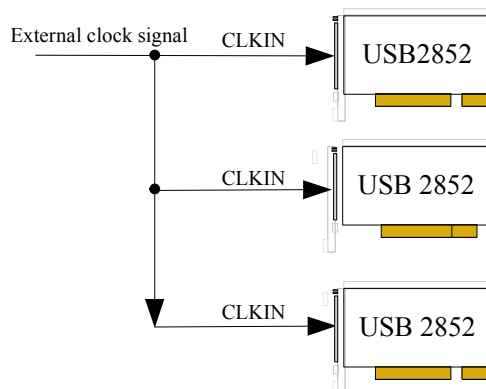 External clock signal
CLKIN
USB2852
CLKIN
USB 2852
CLKIN
USB 2852